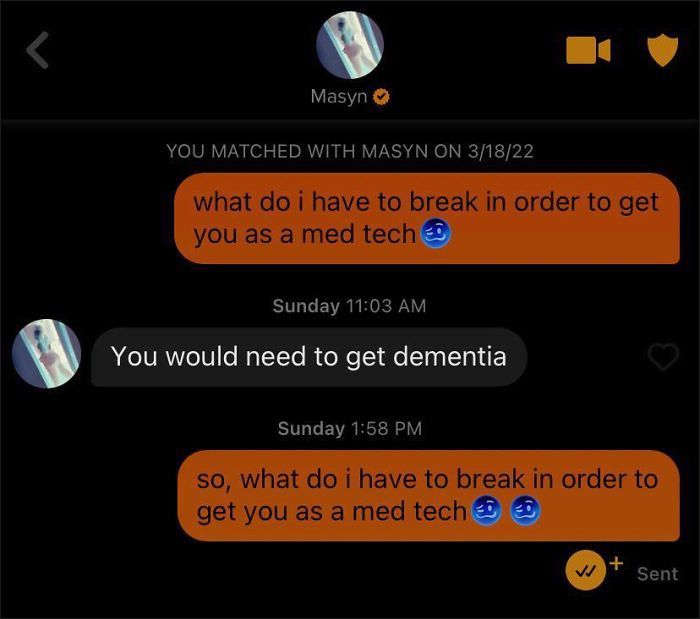 Masyn
YOU MATCHED WITH MASYN ON 3/18/22
what do i have to break in order to get
you as a med tech
Sunday 11:03 AM
You would need to get dementia
Sunday 1:58 PM
so, what do i have to break in order to
get you as a med tech
Sent